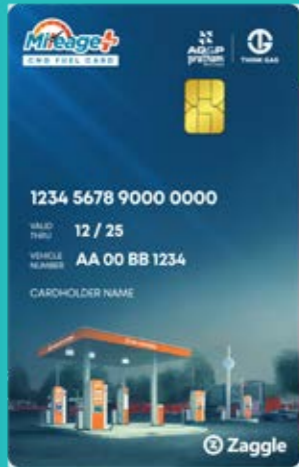 Mileage+
CNG FUEL CARD
AG&P
pratham
THINK GAS
1234 5678 9000 0000
VALID
THRU
12 / 25
VEHICLE
NUMBER
AA 00 BB 1234
CARDHOLDER NAME
Zaggle